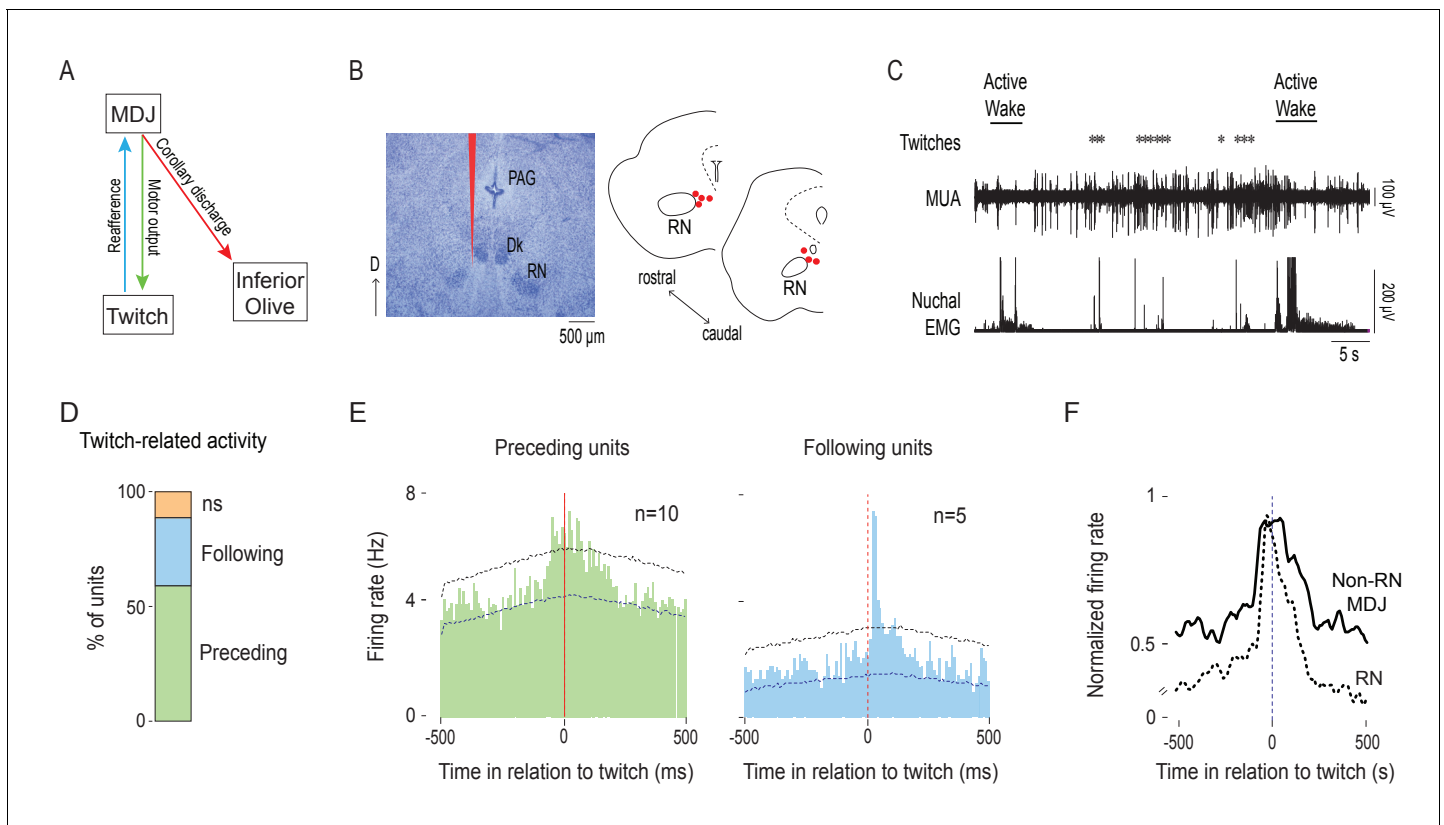 A
MDJ
Reafference
Motor output
Corollary discharge
Twitch
Inferior
Olive
B
PAG
Dk
RN
D
500 µm
RN
rostral
caudal
RN
C
Active
Wake
Active
Wake
Twitches
*** ******* * ****
MUA
100 µV
Nuchal
EMG
200 µV
5 s
D
Twitch-related activity
% of units
100
50
0
ns
Following
Preceding
E
Preceding units
n=10
Firing rate (Hz)
8
4
0
-500
0
500
Time in relation to twitch (ms)
Following units
n=5
-500
0
500
Time in relation to twitch (ms)
F
Normalized firing rate
1
0.5
0
Non-RN
MDJ
RN
-500
0
500
Time in relation to twitch (s)